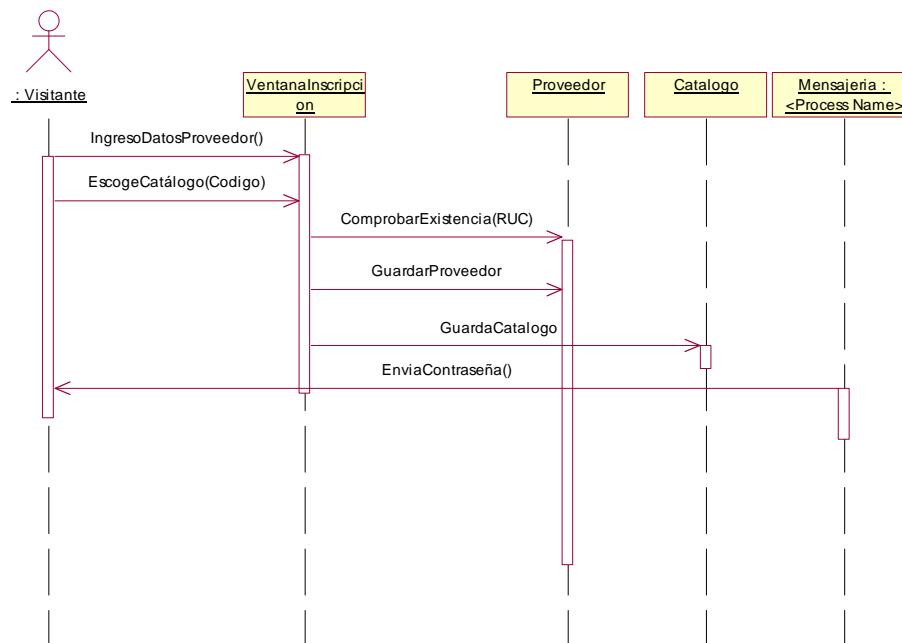 : Visitante
VentanaInscripci
on
Proveedor
Catalogo
Mensajeria :
<Process Name>
IngresoDatosProveedor()
EscogeCatálogo(Codigo)
ComprobarExistencia(RUC)
GuardarProveedor
GuardaCatalogo
EnviaContraseña()